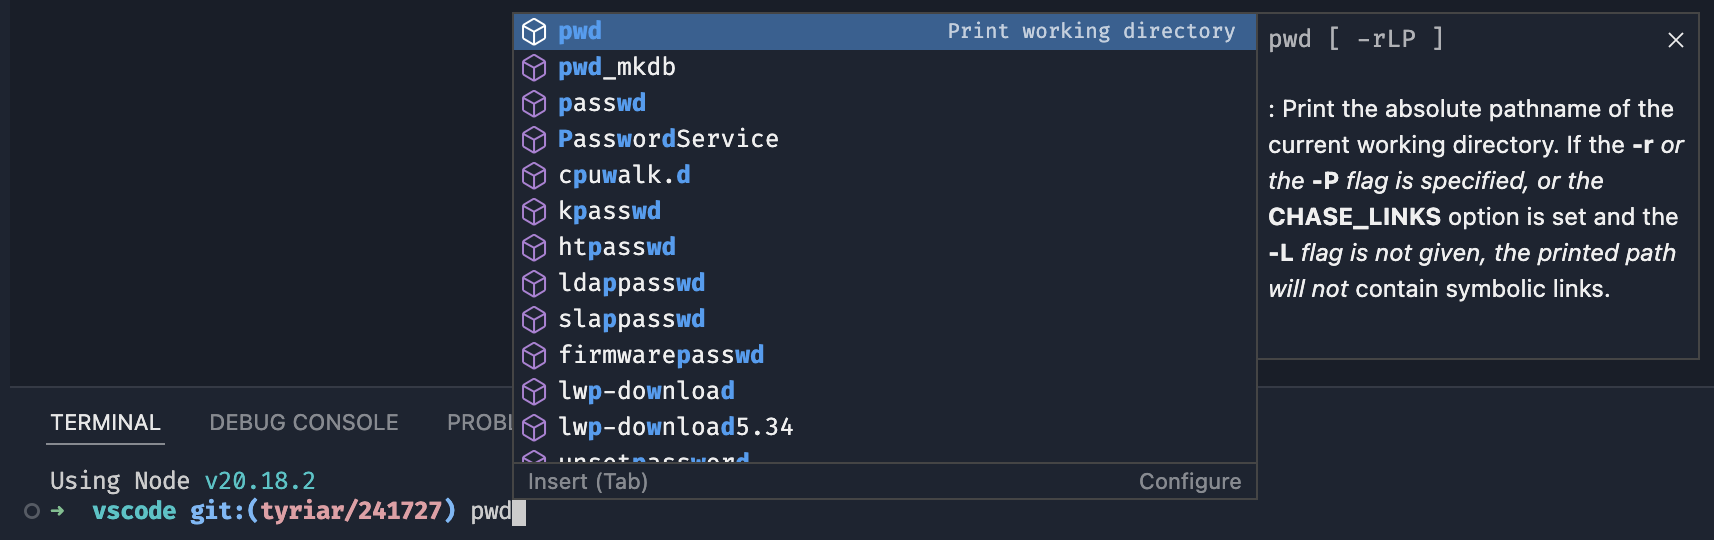 pwd Print working directory
pwd_mkdb
passwd
PasswordService
cpuwalk.d
kpasswd
htpasswd
ldappasswd
slappasswd
firmwarepasswd
lwp-download
lwp-download5.34
unsetpassword
Insert (Tab) Configure
pwd [ -rLP ]
: Print the absolute pathname of the
current working directory. If the -r or
the -P flag is specified, or the
CHASE_LINKS option is set and the
-L flag is not given, the printed path
will not contain symbolic links.
TERMINAL DEBUG CONSOLE PROBL
Using Node v20.18.2
➜ vscode git:(tyriar/241727) pwd